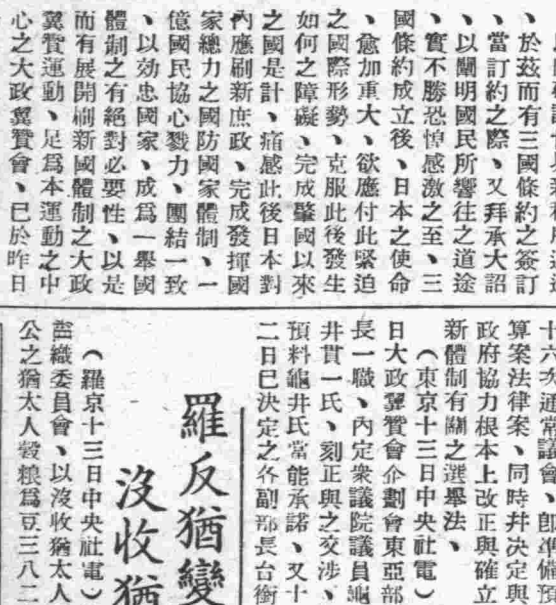 、於茲而有三國條約之簽訂
、當訂約之際、又拜承大詔
、以闡明國民所響往之道途
、實不勝恐惶感激之至、三
國條約成立後、日本之使命
、愈加重大、欲應付此緊迫
之國際形勢、克服此後發生
如何之障礙、完成肇國以來
之國是計、痛感此後日本對
內應刷新庶政、完成發揮國
家總力之國防國家體制、一
億國民協心戮力、團結一致
、以効忠國家、成爲一舉國
體制之有絕對必要性、以是
而有展開刷新國體制之大政
翼贊運動、足爲本運動之中
心之大政翼贊會、已於昨日
十六次通常議會、卽準備預
算案法律案、同時幷決定與
政府協力根本上改正與確立
新體制有關之選舉法、
（東京十三日中央社電）
日大政翼贊會企劃會東亞部
長一職、內定衆議院議員龜
井貫一氏、刻正與之交涉、
預料龜井氏當能承諾、又十
二日已決定之各副部長台銜
羅反猶變
沒收猶
（羅京十三日中央社電）
組織委員會、以沒收猶太人
公之猶太人穀粮爲豆三八二